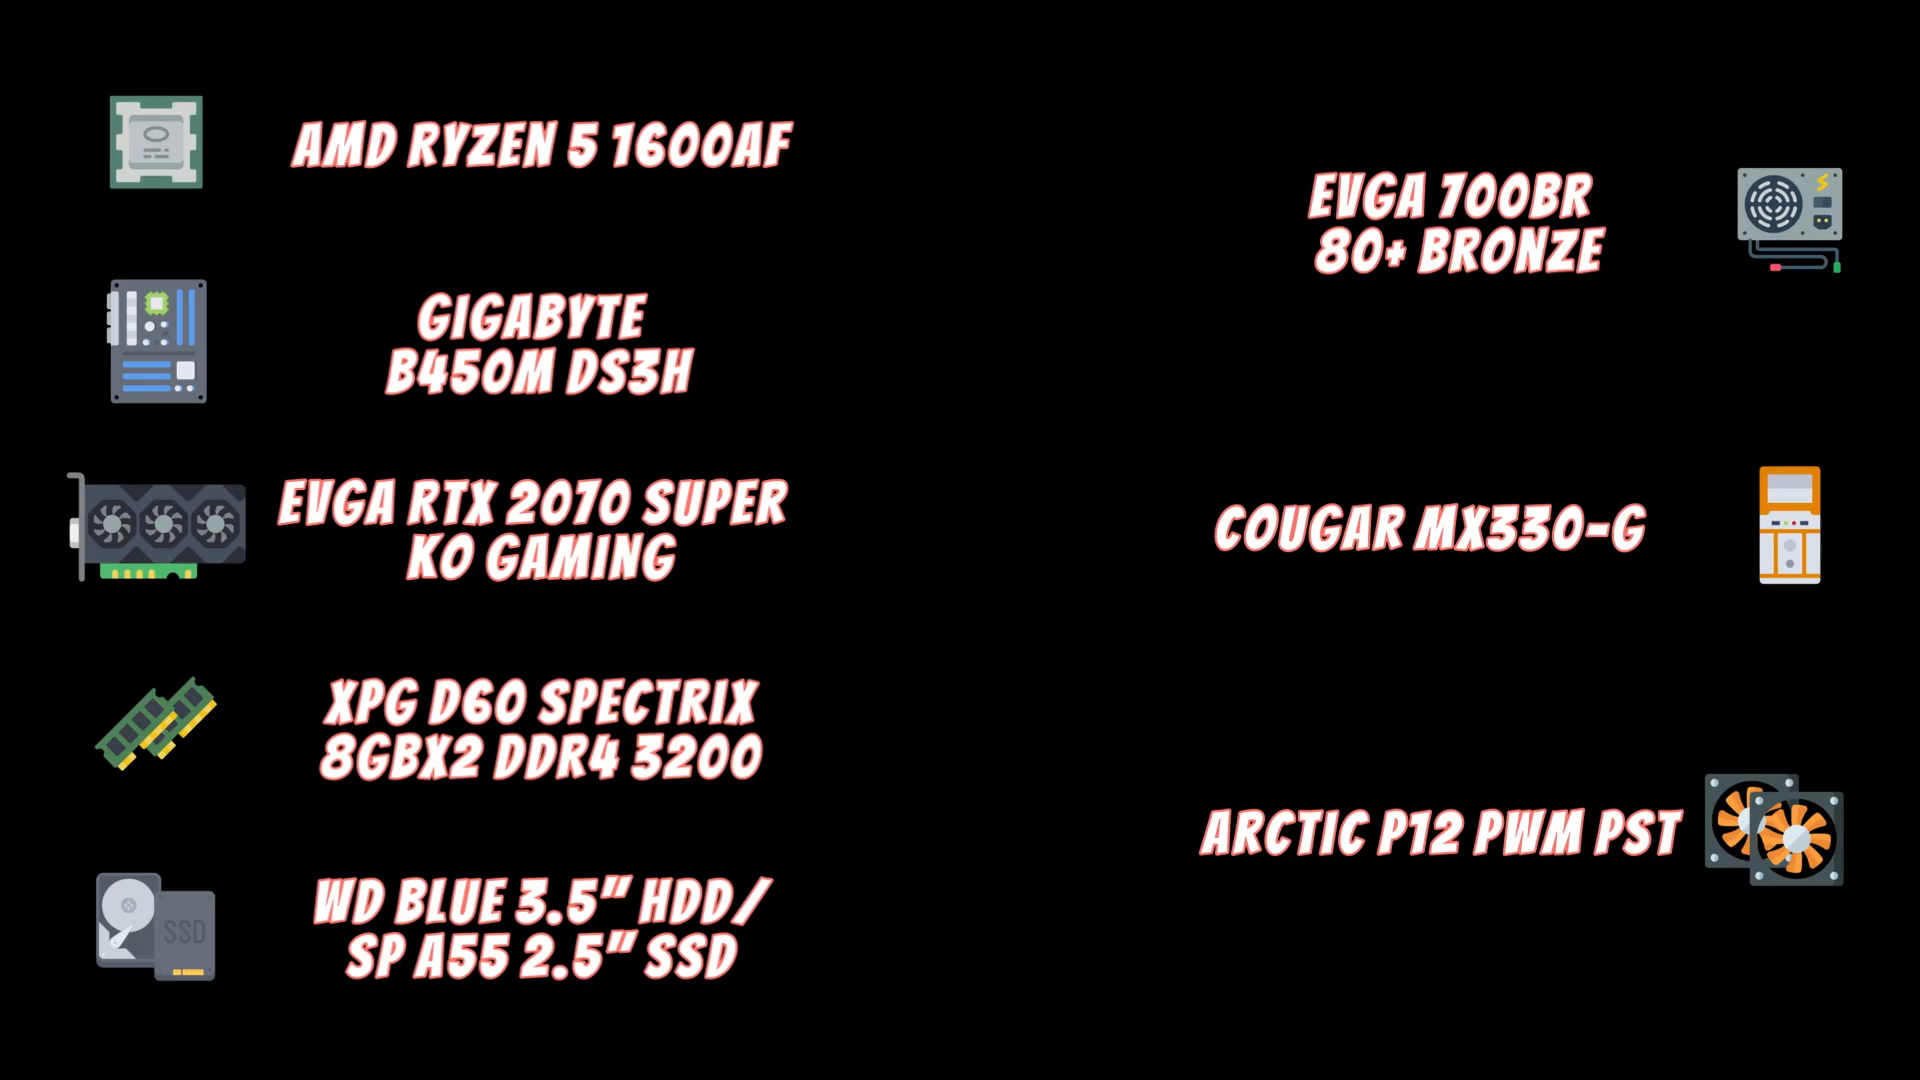 AMD RYZEN 5 1600AF
GIGABYTE
B450M DS3H
EVGA RTX 2070 SUPER
KO GAMING
XPG D60 SPECTRIX
8GBX2 DDR4 3200
SSD
WD BLUE 3.5" HDD/
SP A55 2.5" SSD
EVGA 700BR
80+ BRONZE
COUGAR MX330-G
ARCTIC P12 PWM PST